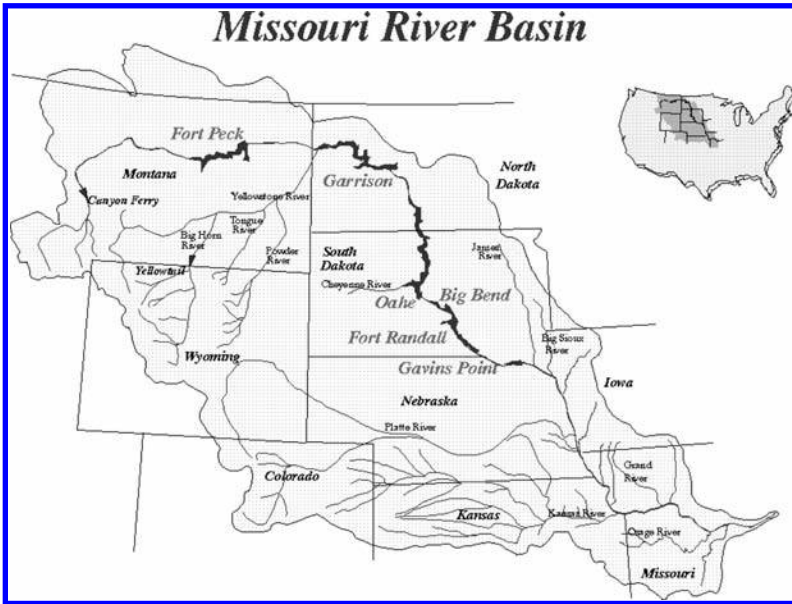 Missouri River Basin
Fort Peck
Montana
Canyon Ferry
Garrison
North
Dakota
Yellowstone River
Tongue
River
Big Horn
River
Powder
River
Yellowtail
South
Dakota
James
River
Cheyenne River
Oahe
Big Bend
Fort Randall
Wyoming
Big Sioux
River
Gavins Point
Iowa
Nebraska
Platte River
Colorado
Grand
River
Kansas
Kansas River
Osage River
Missouri